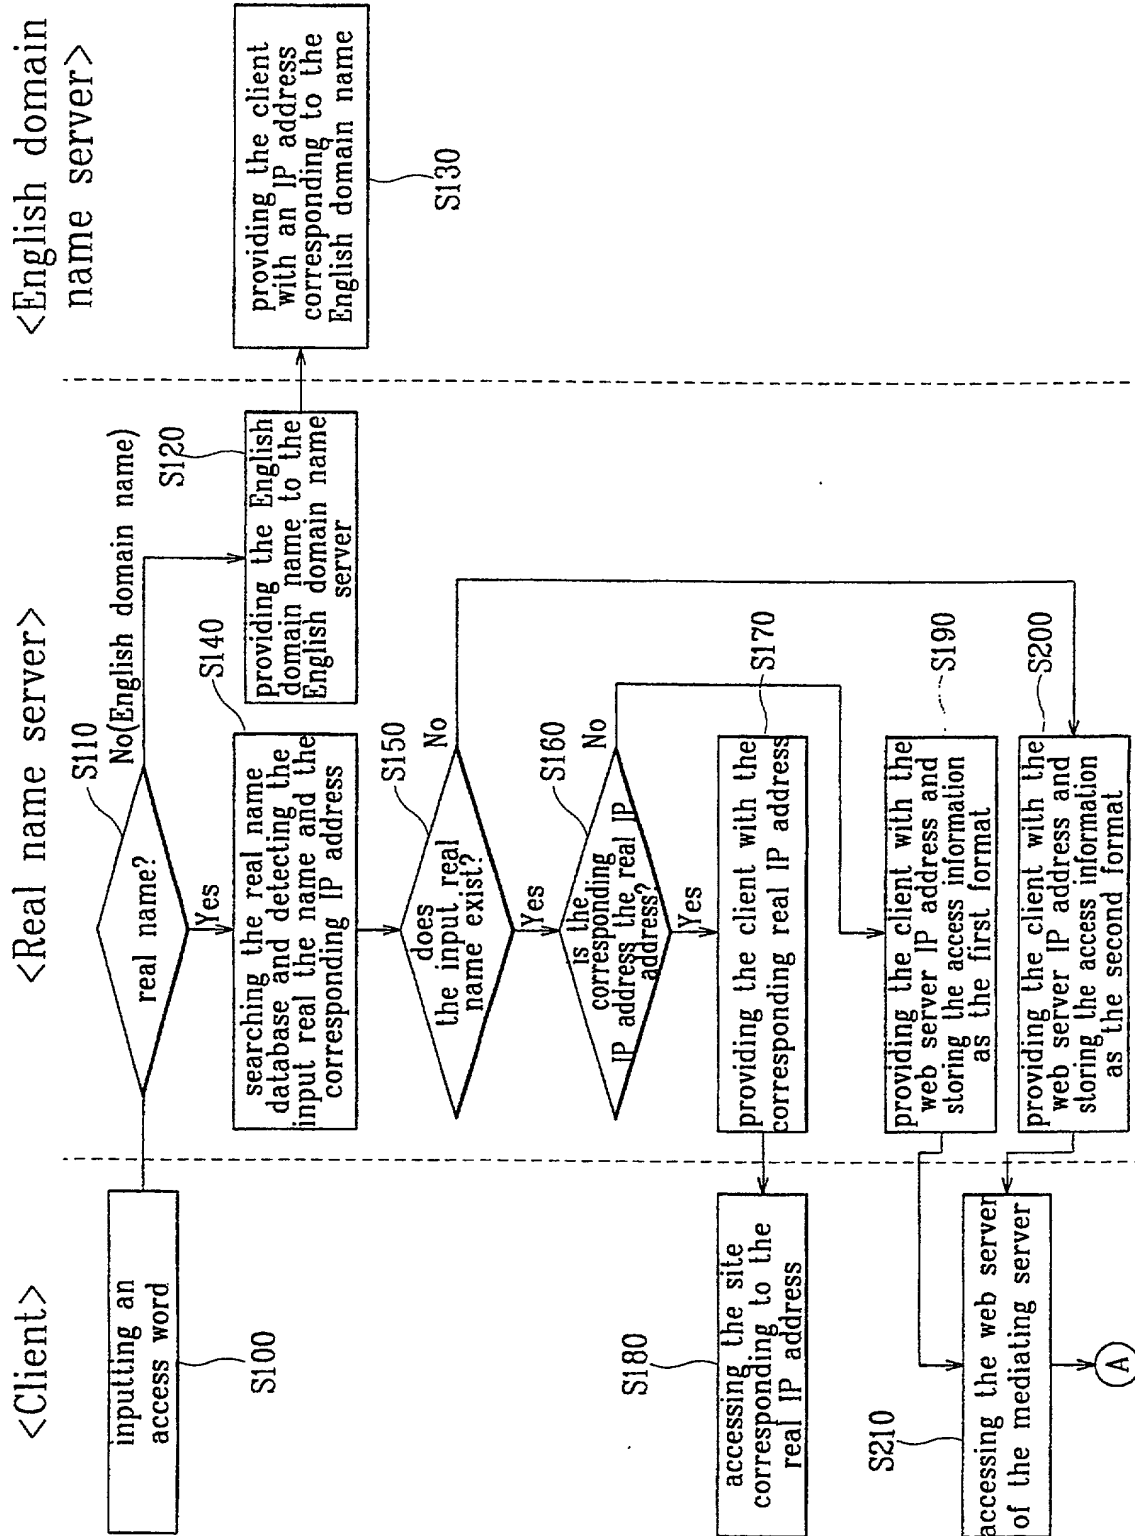 <Client>
<Real name server>
<English domain
name server>
inputting an
access word
S100
real name?
S110
No(English domain name)
Yes
providing the English
domain name to the
English domain name
server
S120
providing the client
with an IP address
corresponding to the
English domain name
S130
searching the real name
database and detecting the
input real the name and the
corresponding IP address
S140
does
the input real
name exist?
S150
No
Yes
is the
corresponding
IP address the real IP
address?
S160
No
Yes
providing the client with the
corresponding real IP address
S170
accessing the site
corresponding to the
real IP address
S180
providing the client with the
web server IP address and
storing the access information
as the first format
S190
providing the client with the
web server IP address and
storing the access information
as the second format
S200
accessing the web server
of the mediating server
S210
A